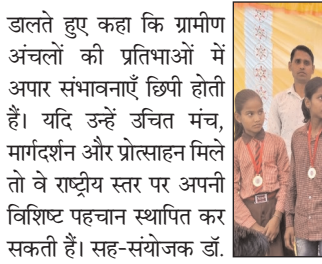 डालते हुए कहा कि ग्रामीण
अंचलों की प्रतिभाओं में
अपार संभावनाएँ छिपी होती
हैं। यदि उन्हें उचित मंच,
मार्गदर्शन और प्रोत्साहन मिले
तो वे राष्ट्रीय स्तर पर अपनी
विशिष्ट पहचान स्थापित कर
सकती हैं। सह-संयोजक डॉ.